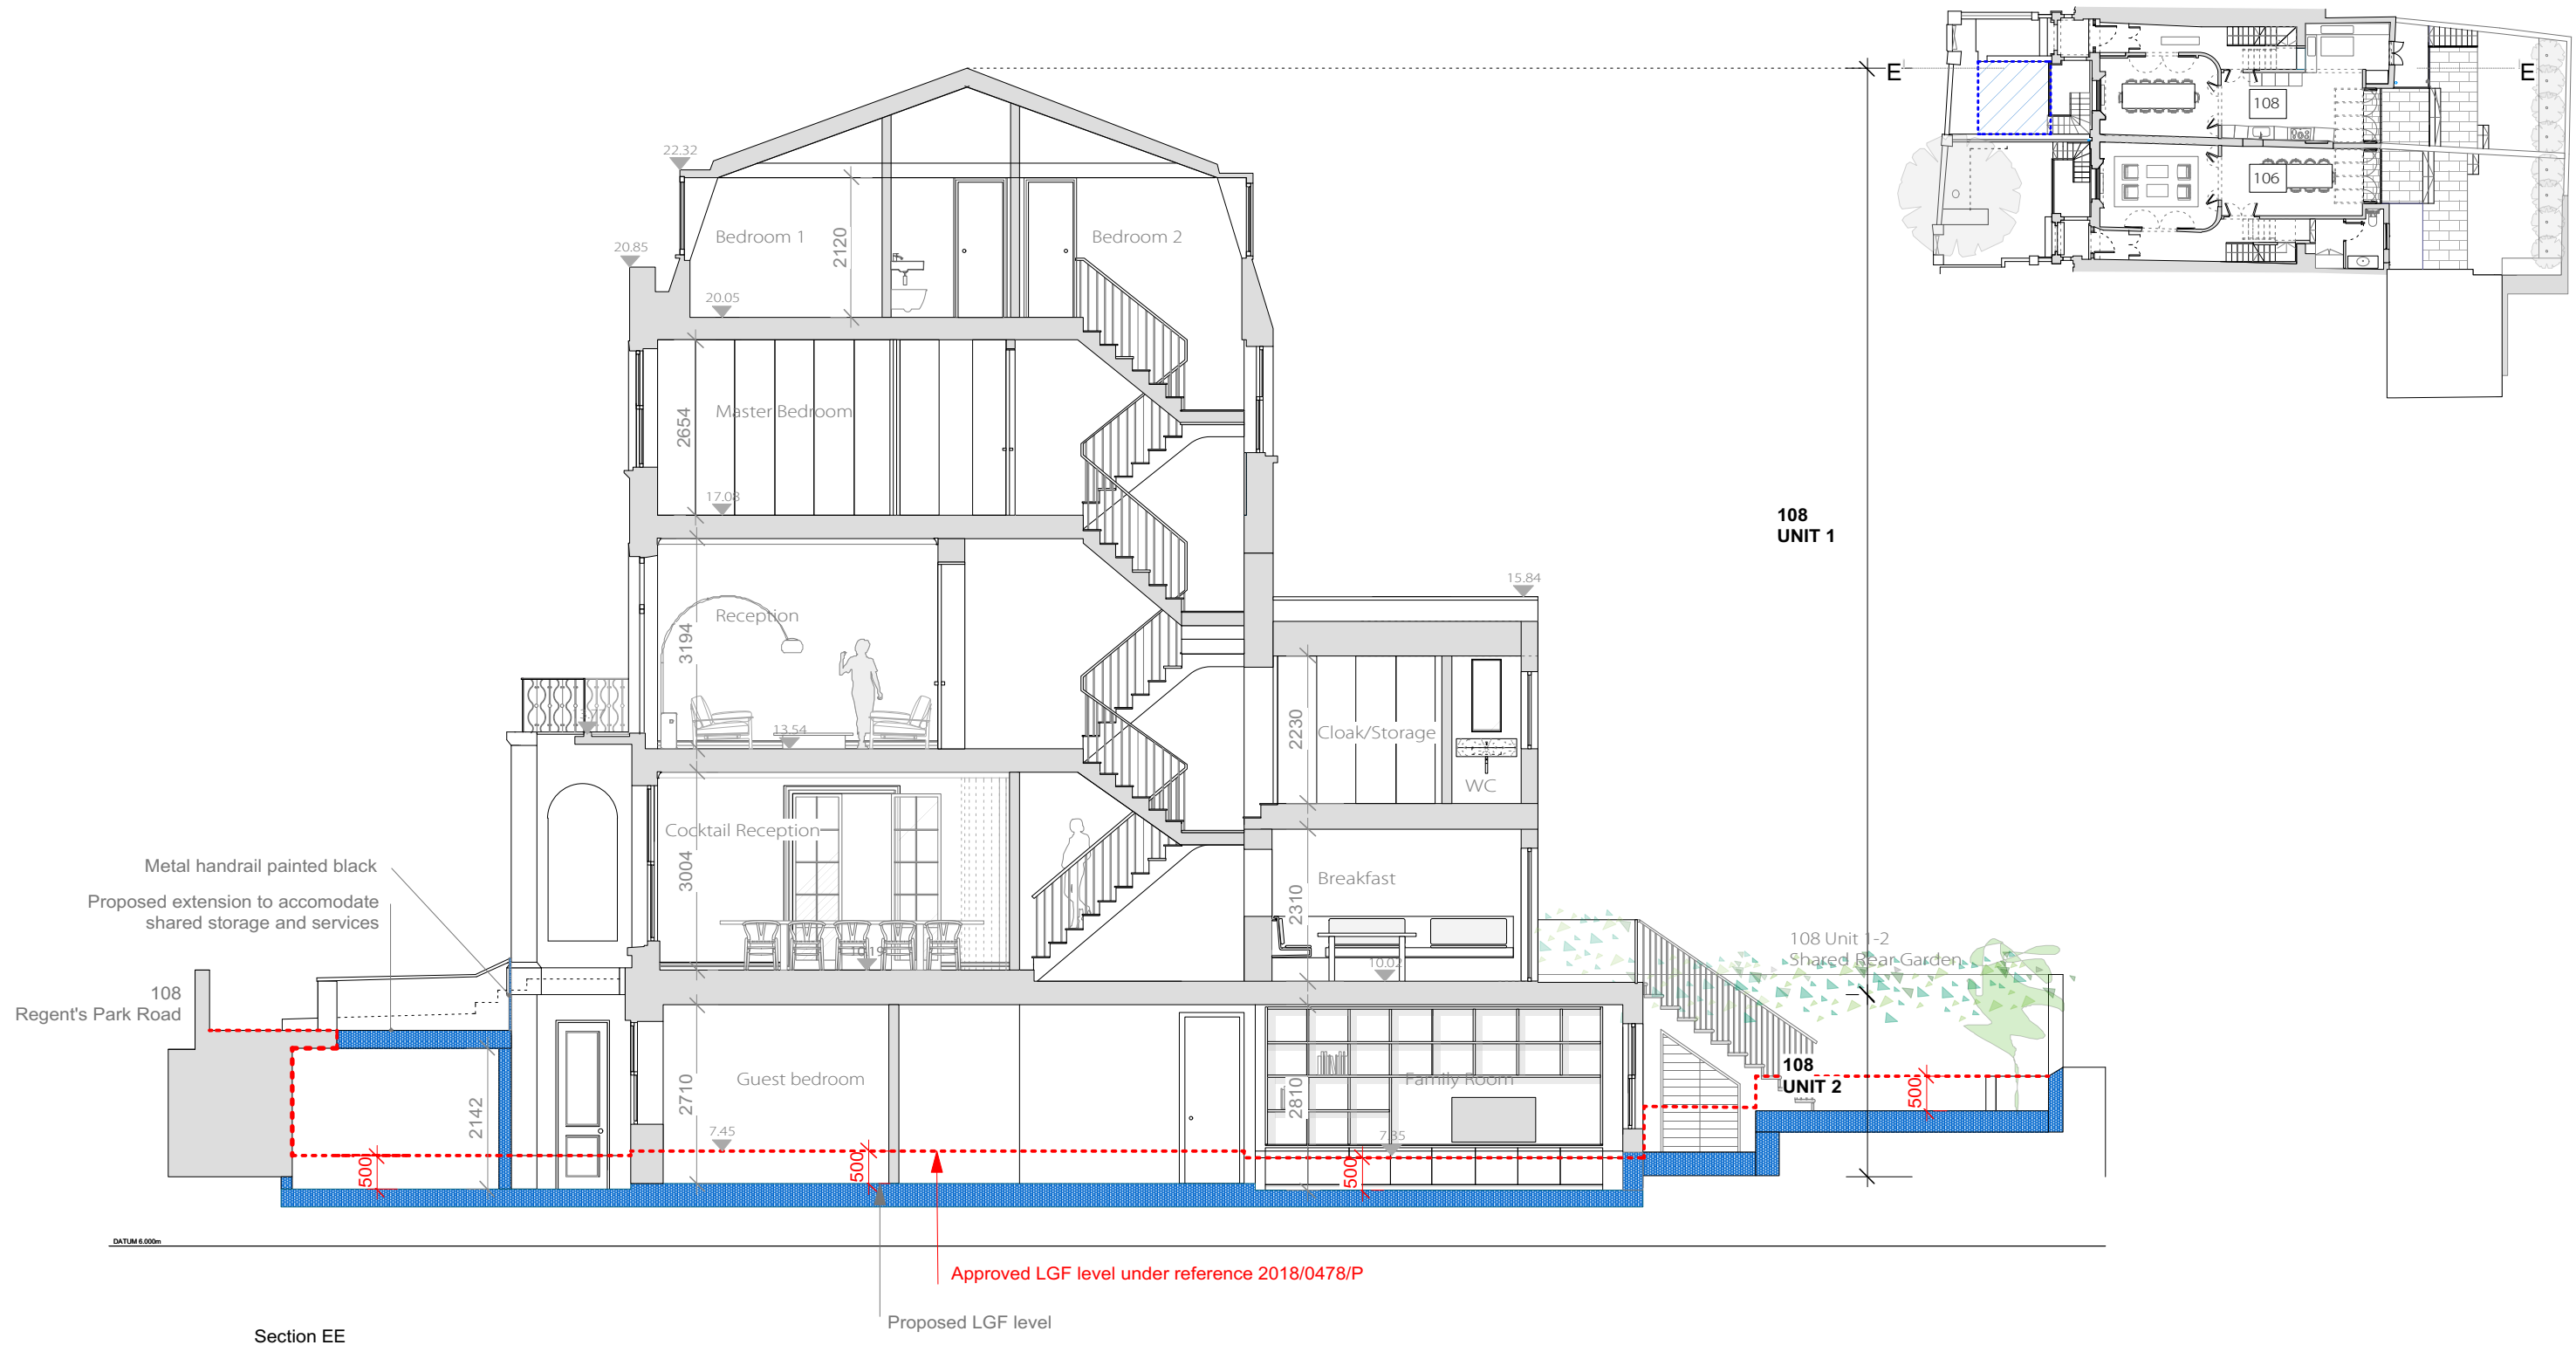 E
E
108
106
22.32
Bedroom 1
2120
Bedroom 2
20.85
20.05
Master Bedroom
2654
17.08
108
UNIT 1
15.84
Reception
3194
13.54
2230
Cloak/Storage
WC
Cocktail Reception
3004
10.19
Breakfast
2310
10.02
Metal handrail painted black
Proposed extension to accomodate
shared storage and services
108
Regent's Park Road
108 Unit 1-2
Shared Rear Garden
108
UNIT 2
Guest bedroom
2710
2142
7.45
Family Room
2810
7.35
500
500
500
500
DATUM 6.000m
Approved LGF level under reference 2018/0478/P
Proposed LGF level
Section EE